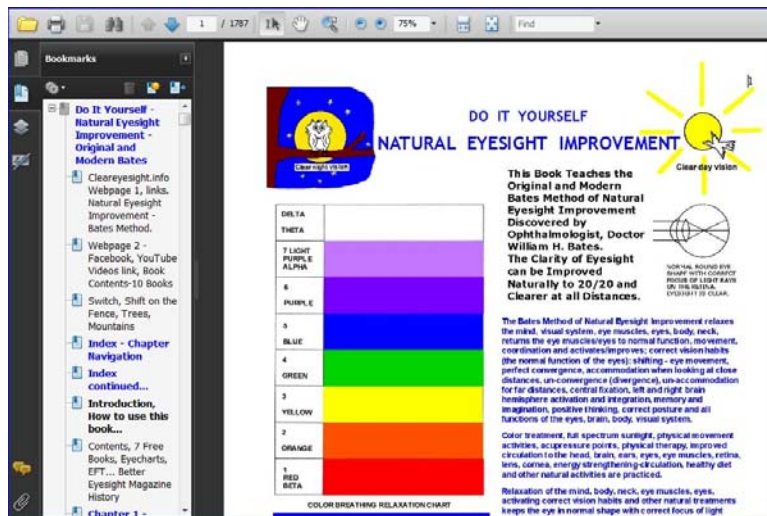 1 / 1787
75%
Find
Bookmarks
Do It Yourself -
Natural Eyesight
Improvement -
Original and
Modern Bates
Cleareyesight.info
Webpage 1, links.
Natural Eyesight
Improvement -
Bates Method.
Webpage 2 -
Facebook, YouTube
Videos link, Book
Contents-10 Books
Switch, Shift on the
Fence, Trees,
Mountains
Index - Chapter
Navigation
Index
continued...
Introduction,
How to use this
book...
Contents, 7 Free
Books, Eyecharts,
EFT... Better
Eyesight Magazine
History
Chapter 1 -
DO IT YOURSELF
NATURAL EYESIGHT IMPROVEMENT
Clear night vision
Clear day vision
This Book Teaches the
Original and Modern
Bates Method of Natural
Eyesight Improvement
Discovered by
Ophthalmologist, Doctor
William H. Bates.
The Clarity of Eyesight
can be Improved
Naturally to 20/20 and
Clearer at all Distances.
NORMAL ROUND EYE
SHAPE WITH CORRECT
FOCUS OF LIGHT RAYS
ON THE RETINA.
EYESIGHT IS CLEAR.
DELTA
THETA
7 LIGHT
PURPLE
ALPHA
6
PURPLE
5
BLUE
4
GREEN
3
YELLOW
2
ORANGE
1
RED
BETA
COLOR BREATHING RELAXATION CHART
The Bates Method of Natural Eyesight Improvement relaxes
the mind, visual system, eye muscles, eyes, body, neck,
returns the eye muscles/eyes to normal function, movement,
coordination and activates/improves; correct vision habits
(the normal function of the eyes): shifting - eye movement,
perfect convergence, accommodation when looking at close
distances, un-convergence (divergence), un-accommodation
for far distances, central fixation, left and right brain
hemisphere activation and integration, memory and
imagination, positive thinking, correct posture and all
functions of the eyes, brain, body, visual system.
Color treatment, full spectrum sunlight, physical movement
activities, acupressure points, physical therapy, improved
circulation to the head, brain, ears, eyes, eye muscles, retina,
lens, cornea, energy strengthening-circulation, healthy diet
and other natural activities are practiced.
Relaxation of the mind, body, neck, eye muscles, eyes,
activating correct vision habits and other natural treatments
keeps the eye in normal shape with correct focus of light